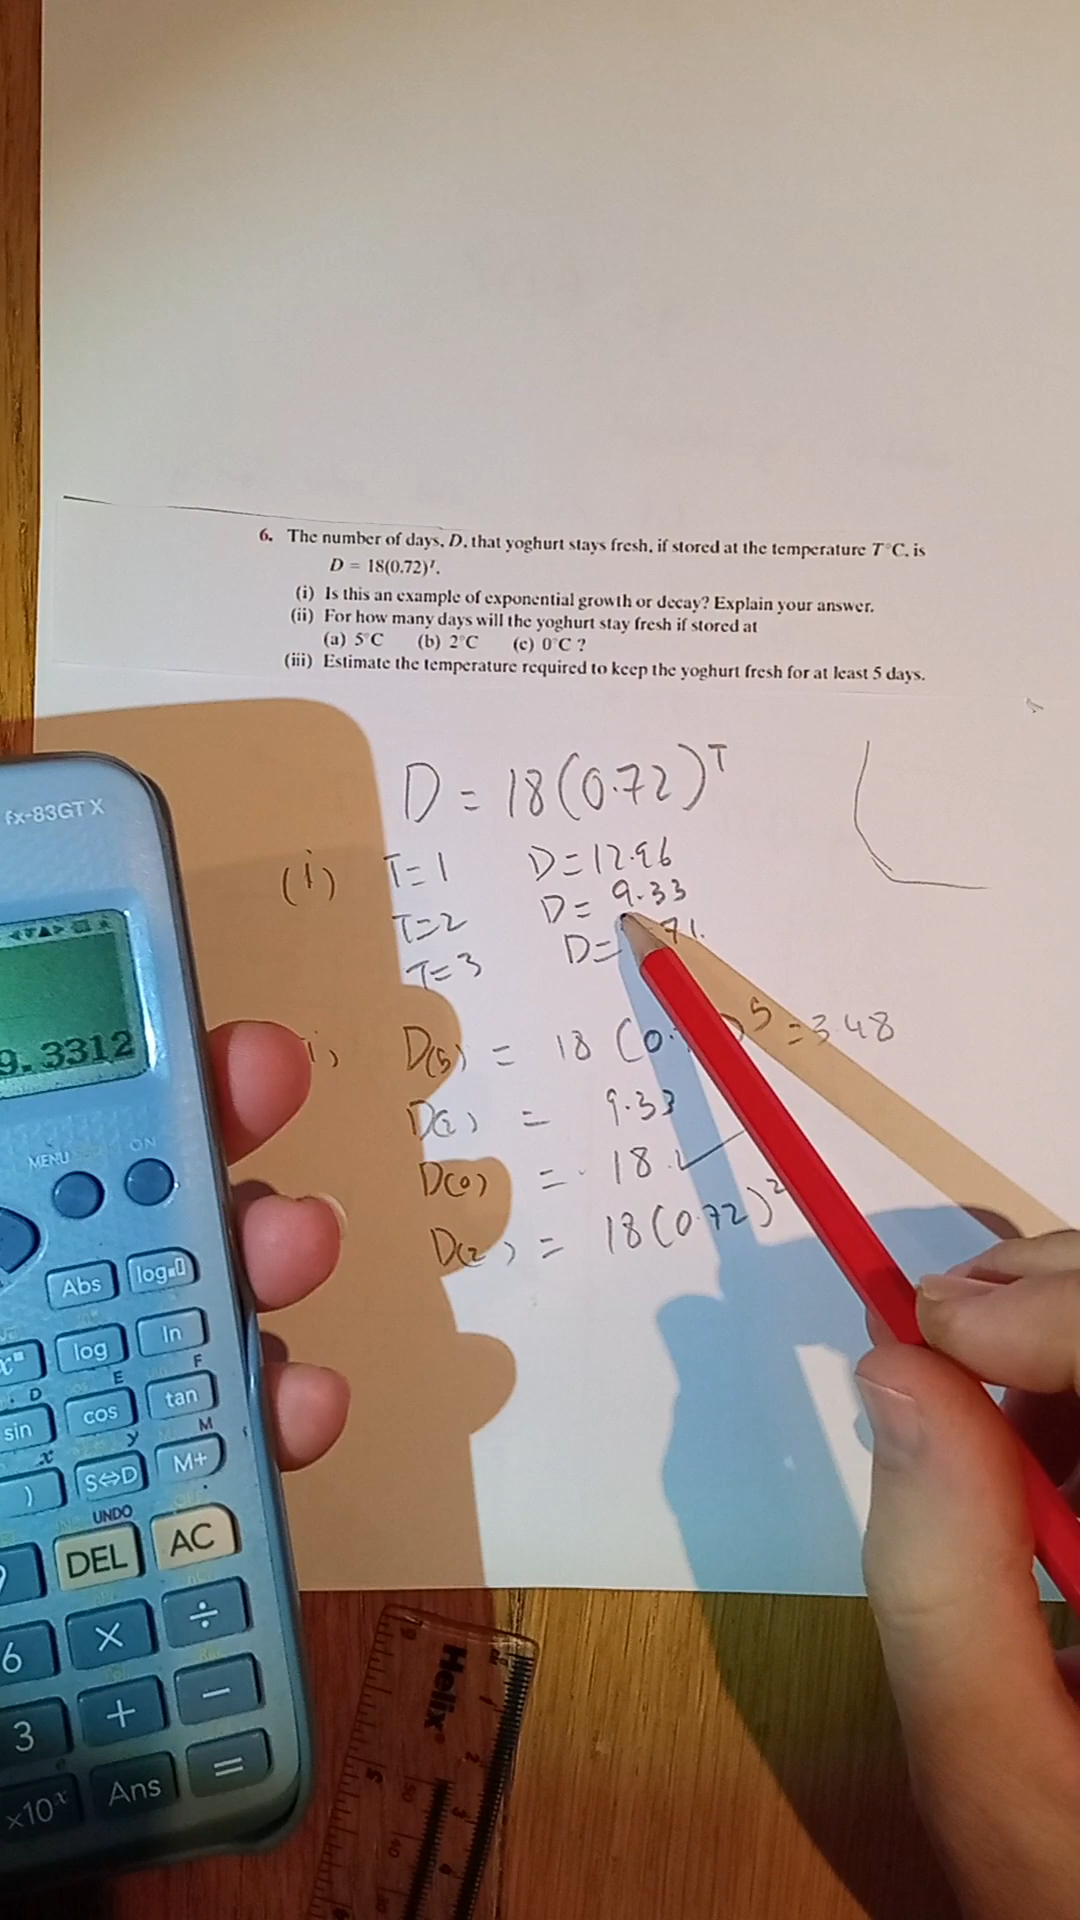 6. The number of days, D, that yoghurt stays fresh, if stored at the temperature T°C, is
D = 18(0.72)ᵀ.
(i) Is this an example of exponential growth or decay? Explain your answer.
(ii) For how many days will the yoghurt stay fresh if stored at
(a) 5°C (b) 2°C (c) 0°C ?
(iii) Estimate the temperature required to keep the yoghurt fresh for at least 5 days.
D = 18(0.72)ᵀ
(i) T=1 D=12.96
T=2 D= 9.33
T=3 D= 71.
D(5) = 18 (0. )⁵ = 3.48
D(2) = 9.33
D(0) = 18.
D(2) = 18(0.72)²
fx-83GT X
9.3312
MENU ON
Abs log
log ln
D E F
sin cos tan
x y M
) S⇔D M+
UNDO
DEL AC
6 × ÷
3 + −
×10ˣ Ans =
Helix